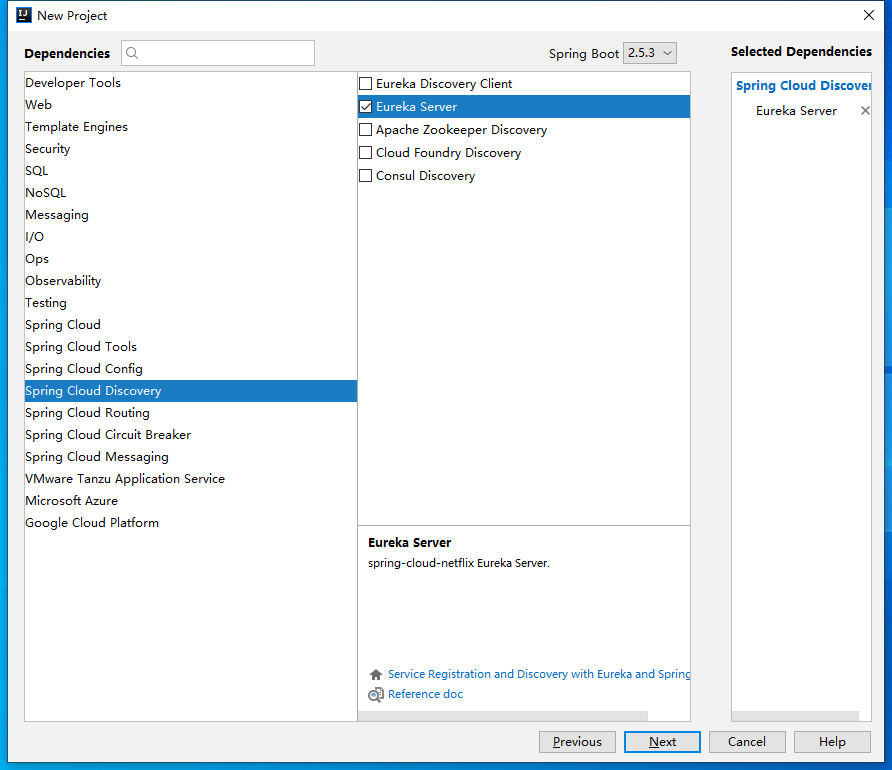 New Project
Dependencies
Spring Boot 2.5.3
Selected Dependencies
Developer Tools
Web
Template Engines
Security
SQL
NoSQL
Messaging
I/O
Ops
Observability
Testing
Spring Cloud
Spring Cloud Tools
Spring Cloud Config
Spring Cloud Discovery
Spring Cloud Routing
Spring Cloud Circuit Breaker
Spring Cloud Messaging
VMware Tanzu Application Service
Microsoft Azure
Google Cloud Platform
Eureka Discovery Client
Eureka Server
Apache Zookeeper Discovery
Cloud Foundry Discovery
Consul Discovery
Eureka Server
spring-cloud-netflix Eureka Server.
Service Registration and Discovery with Eureka and Spring
Reference doc
Spring Cloud Discover
Eureka Server
Previous
Next
Cancel
Help